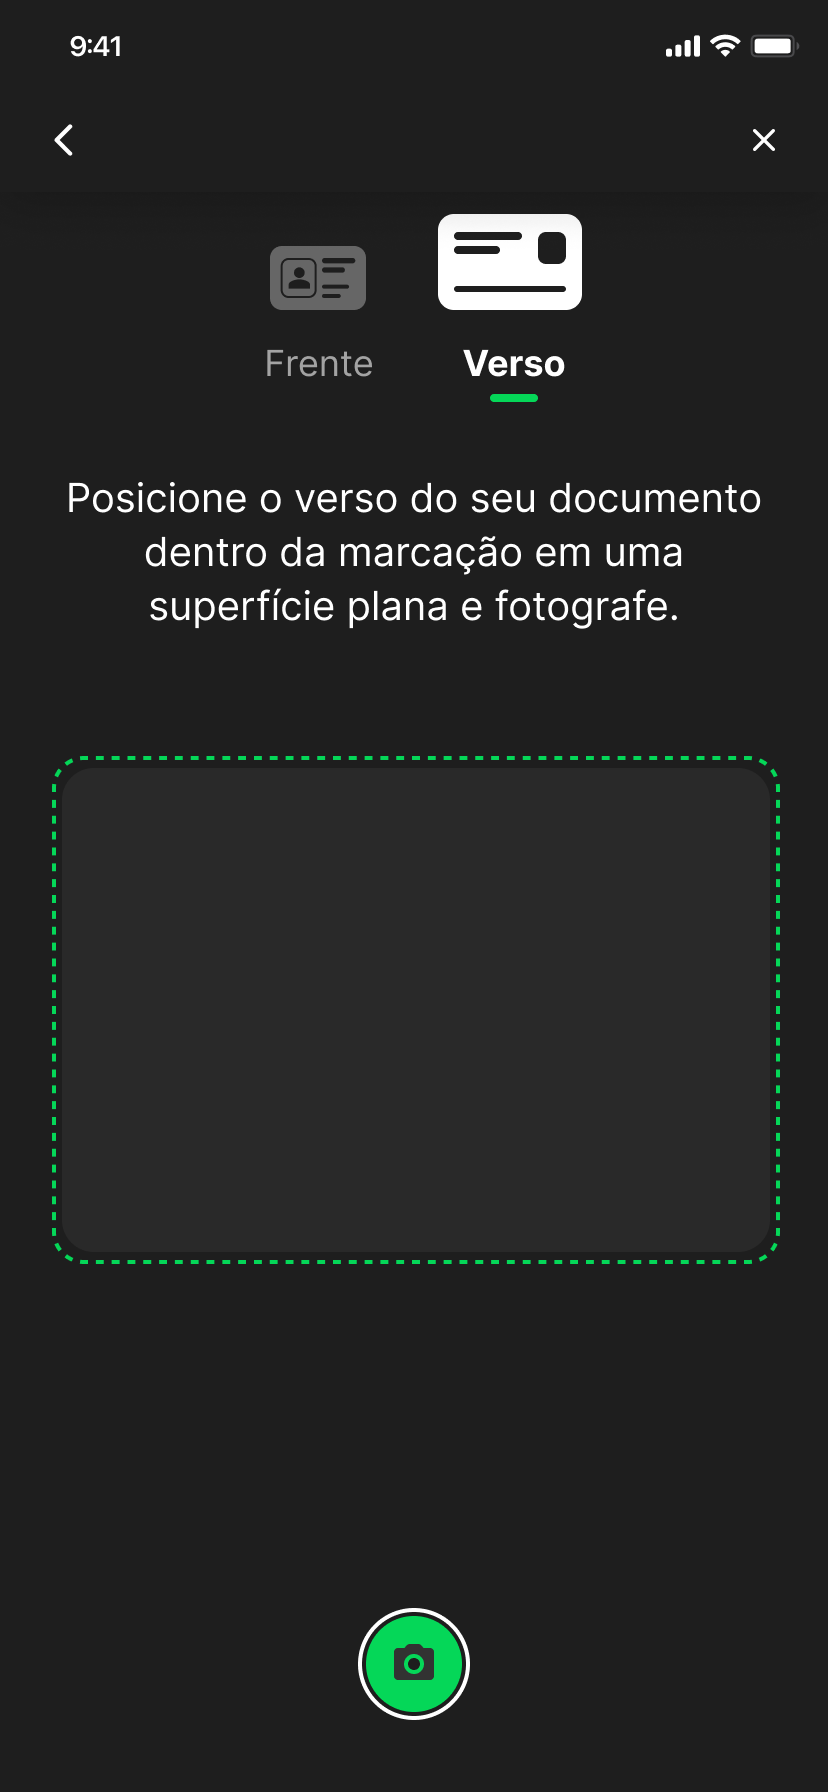 9:41
Frente
Verso
Posicione o verso do seu documento
dentro da marcação em uma
superfície plana e fotografe.